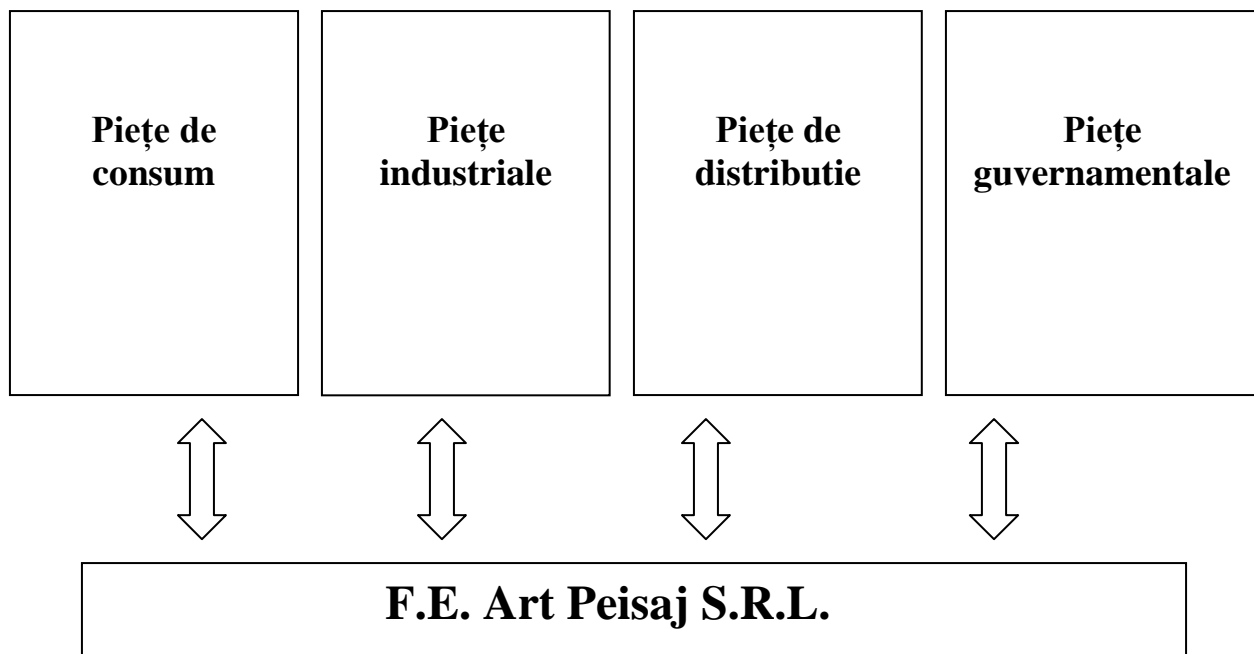 Piețe de
consum
Piețe
industriale
Piețe de
distributie
Piețe
guvernamentale
F.E. Art Peisaj S.R.L.